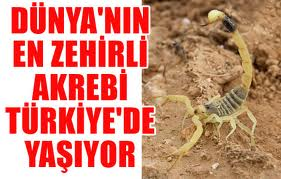 DÜNYA'NIN
EN ZEHİRLİ
AKREBİ
TÜRKİYE'DE
YAŞIYOR